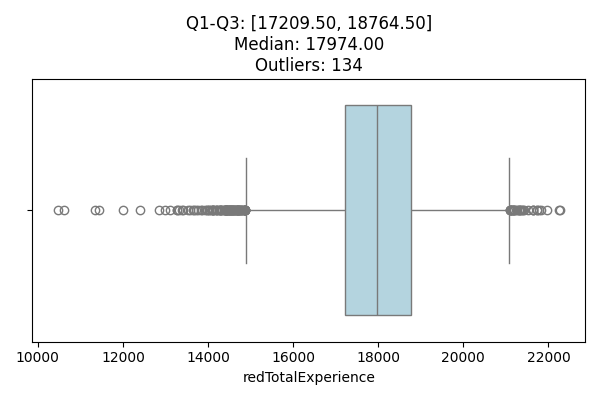 Q1-Q3: [17209.50, 18764.50]
Median: 17974.00
Outliers: 134
10000 12000 14000 16000 18000 20000 22000
redTotalExperience